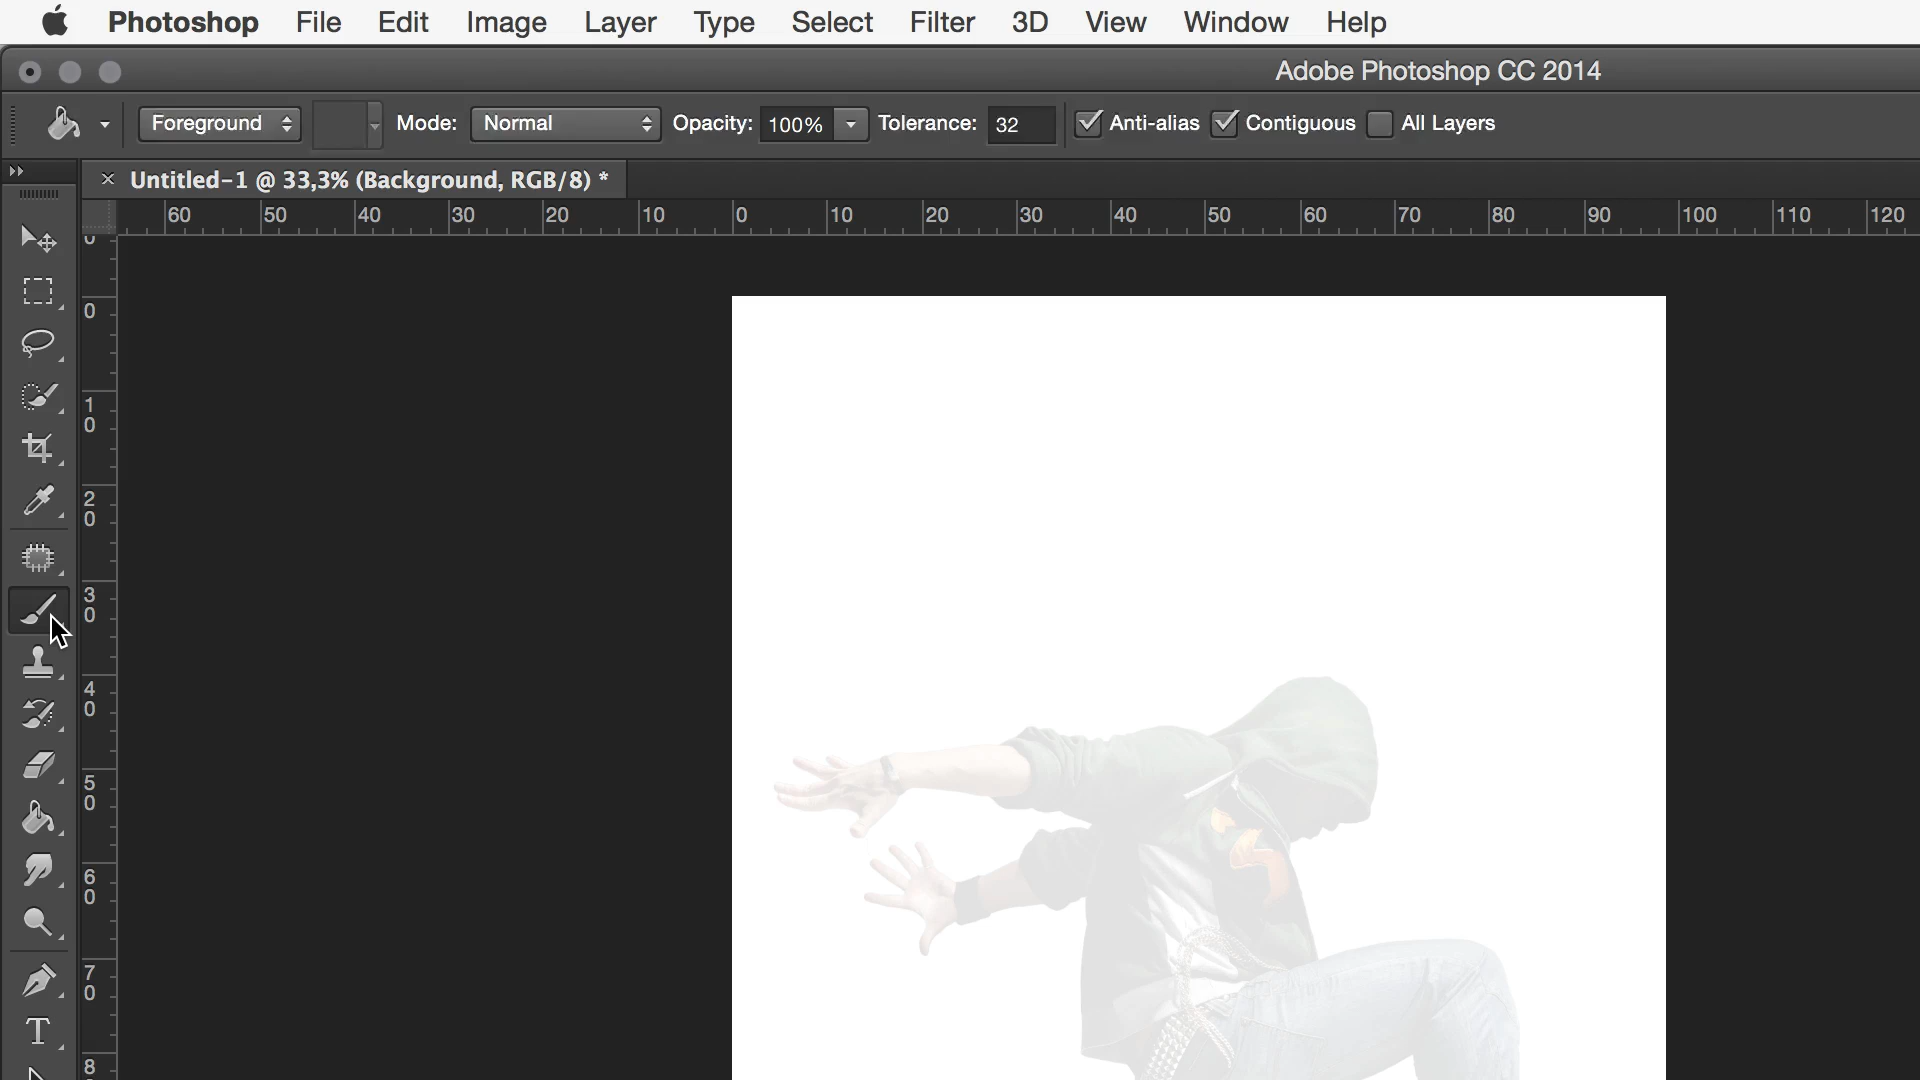 Photoshop File Edit Image Layer Type Select Filter 3D View Window Help
Adobe Photoshop CC 2014
Foreground Mode: Normal Opacity: 100% Tolerance: 32 Anti-alias Contiguous All Layers
× Untitled-1 @ 33,3% (Background, RGB/8) *
60 50 40 30 20 10 0 10 20 30 40 50 60 70 80 90 100 110 120
0
0
10
20
30
40
50
60
70
8
T